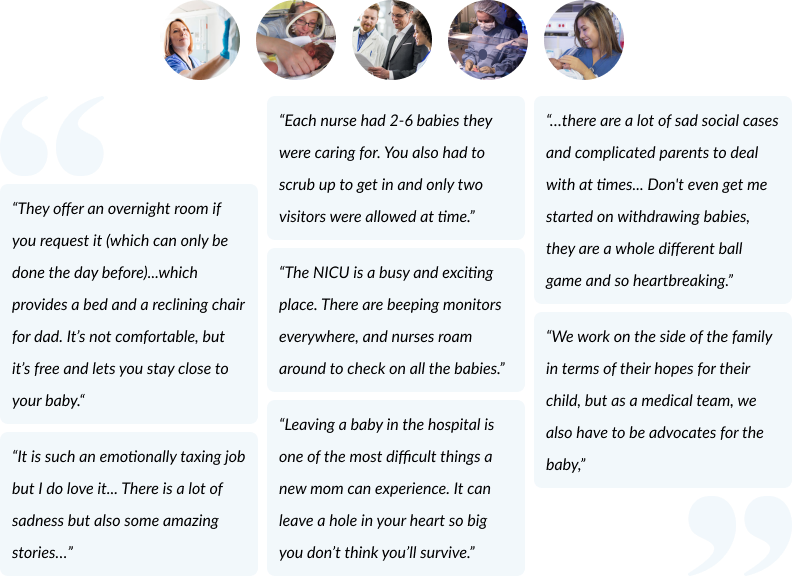 “They offer an overnight room if
you request it (which can only be
done the day before)...which
provides a bed and a reclining chair
for dad. It’s not comfortable, but
it’s free and lets you stay close to
your baby.“
“It is such an emotionally taxing job
but I do love it... There is a lot of
sadness but also some amazing
stories…”
“Each nurse had 2-6 babies they
were caring for. You also had to
scrub up to get in and only two
visitors were allowed at time.”
“The NICU is a busy and exciting
place. There are beeping monitors
everywhere, and nurses roam
around to check on all the babies.”
“Leaving a baby in the hospital is
one of the most difficult things a
new mom can experience. It can
leave a hole in your heart so big
you don’t think you’ll survive.”
“...there are a lot of sad social cases
and complicated parents to deal
with at times... Don't even get me
started on withdrawing babies,
they are a whole different ball
game and so heartbreaking.”
“We work on the side of the family
in terms of their hopes for their
child, but as a medical team, we
also have to be advocates for the
baby,”